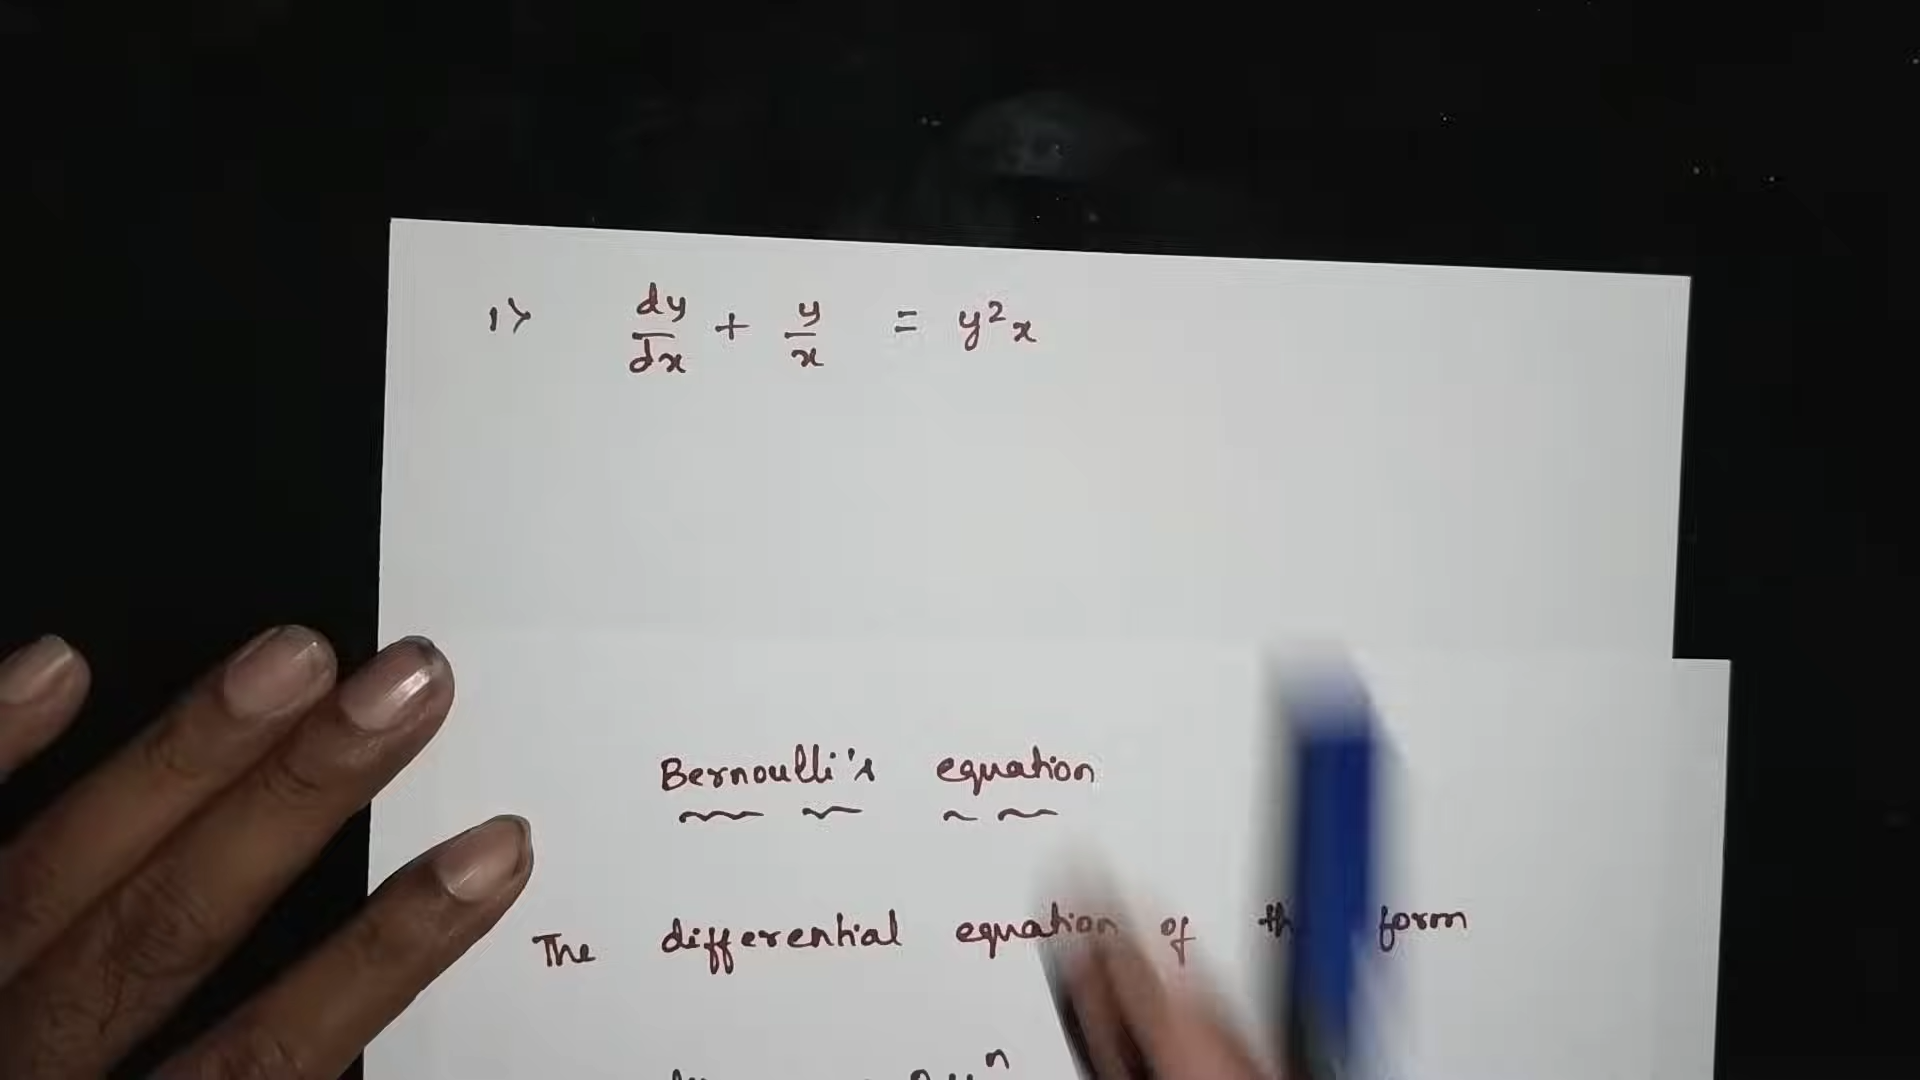 1> dy/dx + y/x = y²x
Bernoulli's equation
The differential equation of form
n